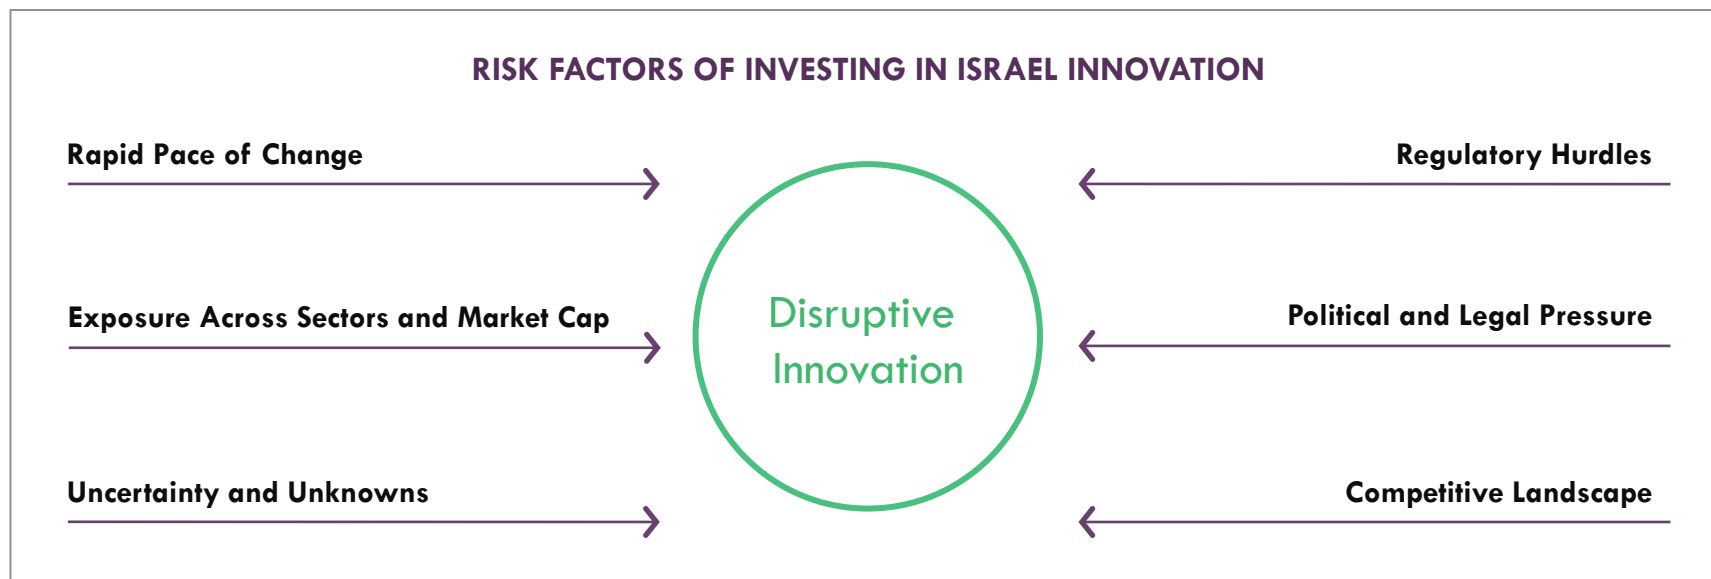 RISK FACTORS OF INVESTING IN ISRAEL INNOVATION
Rapid Pace of Change
Regulatory Hurdles
Exposure Across Sectors and Market Cap
Disruptive
Innovation
Political and Legal Pressure
Uncertainty and Unknowns
Competitive Landscape